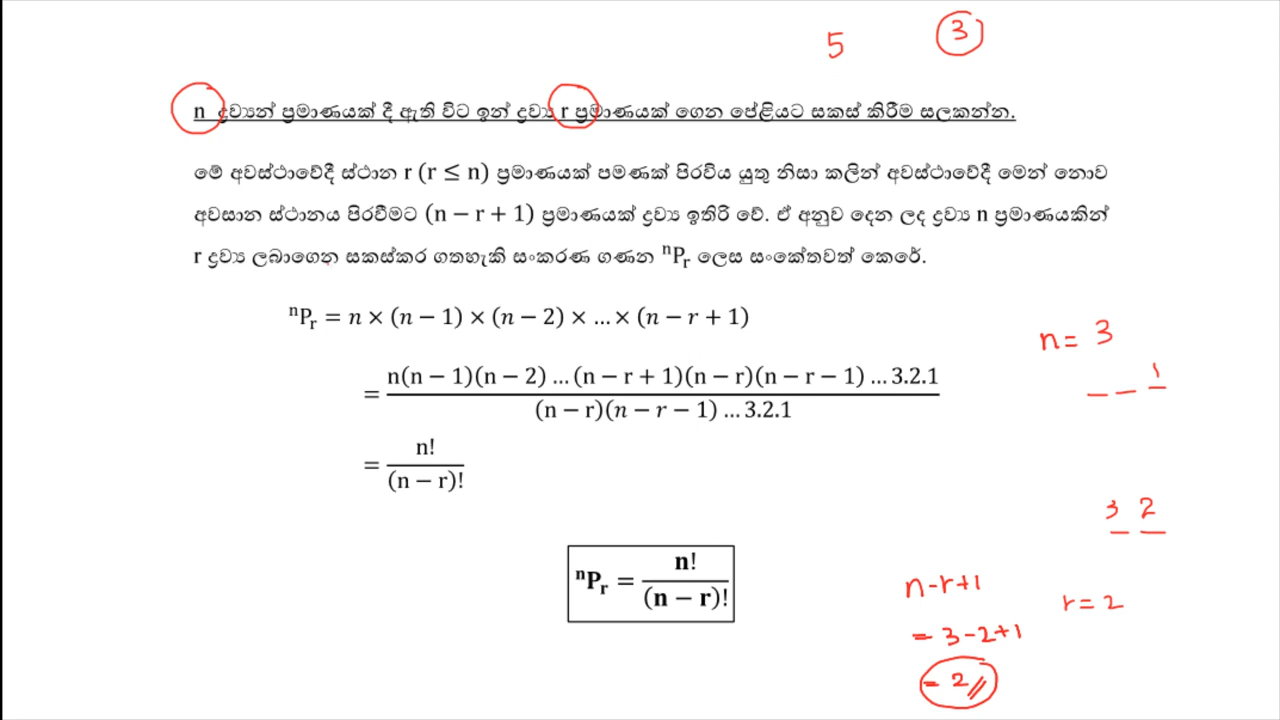 5 3
n ද්‍රව්‍යන් ප්‍රමාණයක් දී ඇති විට ඉන් ද්‍රව්‍ය r ප්‍රමාණයක් ගෙන පේළියට සකස් කිරීම සලකන්න.
මේ අවස්ථාවේදී ස්ථාන r (r ≤ n) ප්‍රමාණයක් පමණක් පිරවිය යුතු නිසා කලින් අවස්ථාවේදී මෙන් නොව
අවසාන ස්ථානය පිරවීමට (n − r + 1) ප්‍රමාණයක් ද්‍රව්‍ය ඉතිරි වේ. ඒ අනුව දෙන ලද ද්‍රව්‍ය n ප්‍රමාණයකින්
r ද්‍රව්‍ය ලබාගෙන සකස්කර ගතහැකි සංකරණ ගණන ⁿPᵣ ලෙස සංකේතවත් කෙරේ.
ⁿPᵣ = n × (n − 1) × (n − 2) × … × (n − r + 1)
n = 3
= n(n − 1)(n − 2) … (n − r + 1)(n − r)(n − r − 1) … 3.2.1
(n − r)(n − r − 1) … 3.2.1
1
= n!
(n − r)!
3 2
ⁿPᵣ = n!
(n − r)!
n-r+1
r = 2
= 3-2+1
= 2//